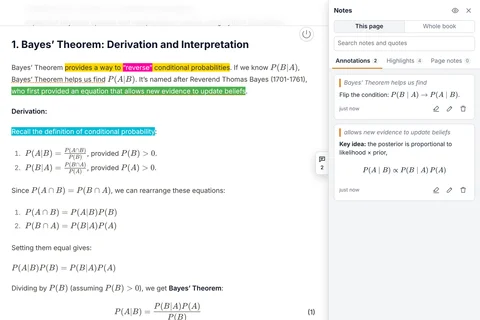 1. Bayes’ Theorem: Derivation and Interpretation
Bayes’ Theorem provides a way to “reverse” conditional probabilities. If we know P(B|A),
Bayes’ Theorem helps us find P(A|B). It’s named after Reverend Thomas Bayes (1701-1761),
who first provided an equation that allows new evidence to update beliefs.
Derivation:
Recall the definition of conditional probability:
1. P(A|B) = P(A∩B)/P(B), provided P(B) > 0.
2. P(B|A) = P(B∩A)/P(A), provided P(A) > 0.
Since P(A ∩ B) = P(B ∩ A), we can rearrange these equations:
1. P(A ∩ B) = P(A|B)P(B)
2. P(B ∩ A) = P(B|A)P(A)
Setting them equal gives:
P(A|B)P(B) = P(B|A)P(A)
Dividing by P(B) (assuming P(B) > 0), we get Bayes’ Theorem:
P(A|B) = P(B|A)P(A)/P(B) (1)
2
Notes
This page Whole book
Search notes and quotes
Annotations 2 Highlights 4 Page notes 0
Bayes’ Theorem helps us find
Flip the condition: P(B | A) → P(A | B).
just now
allows new evidence to update beliefs
Key idea: the posterior is proportional to
likelihood × prior,
P(A | B) ∝ P(B | A) P(A)
just now